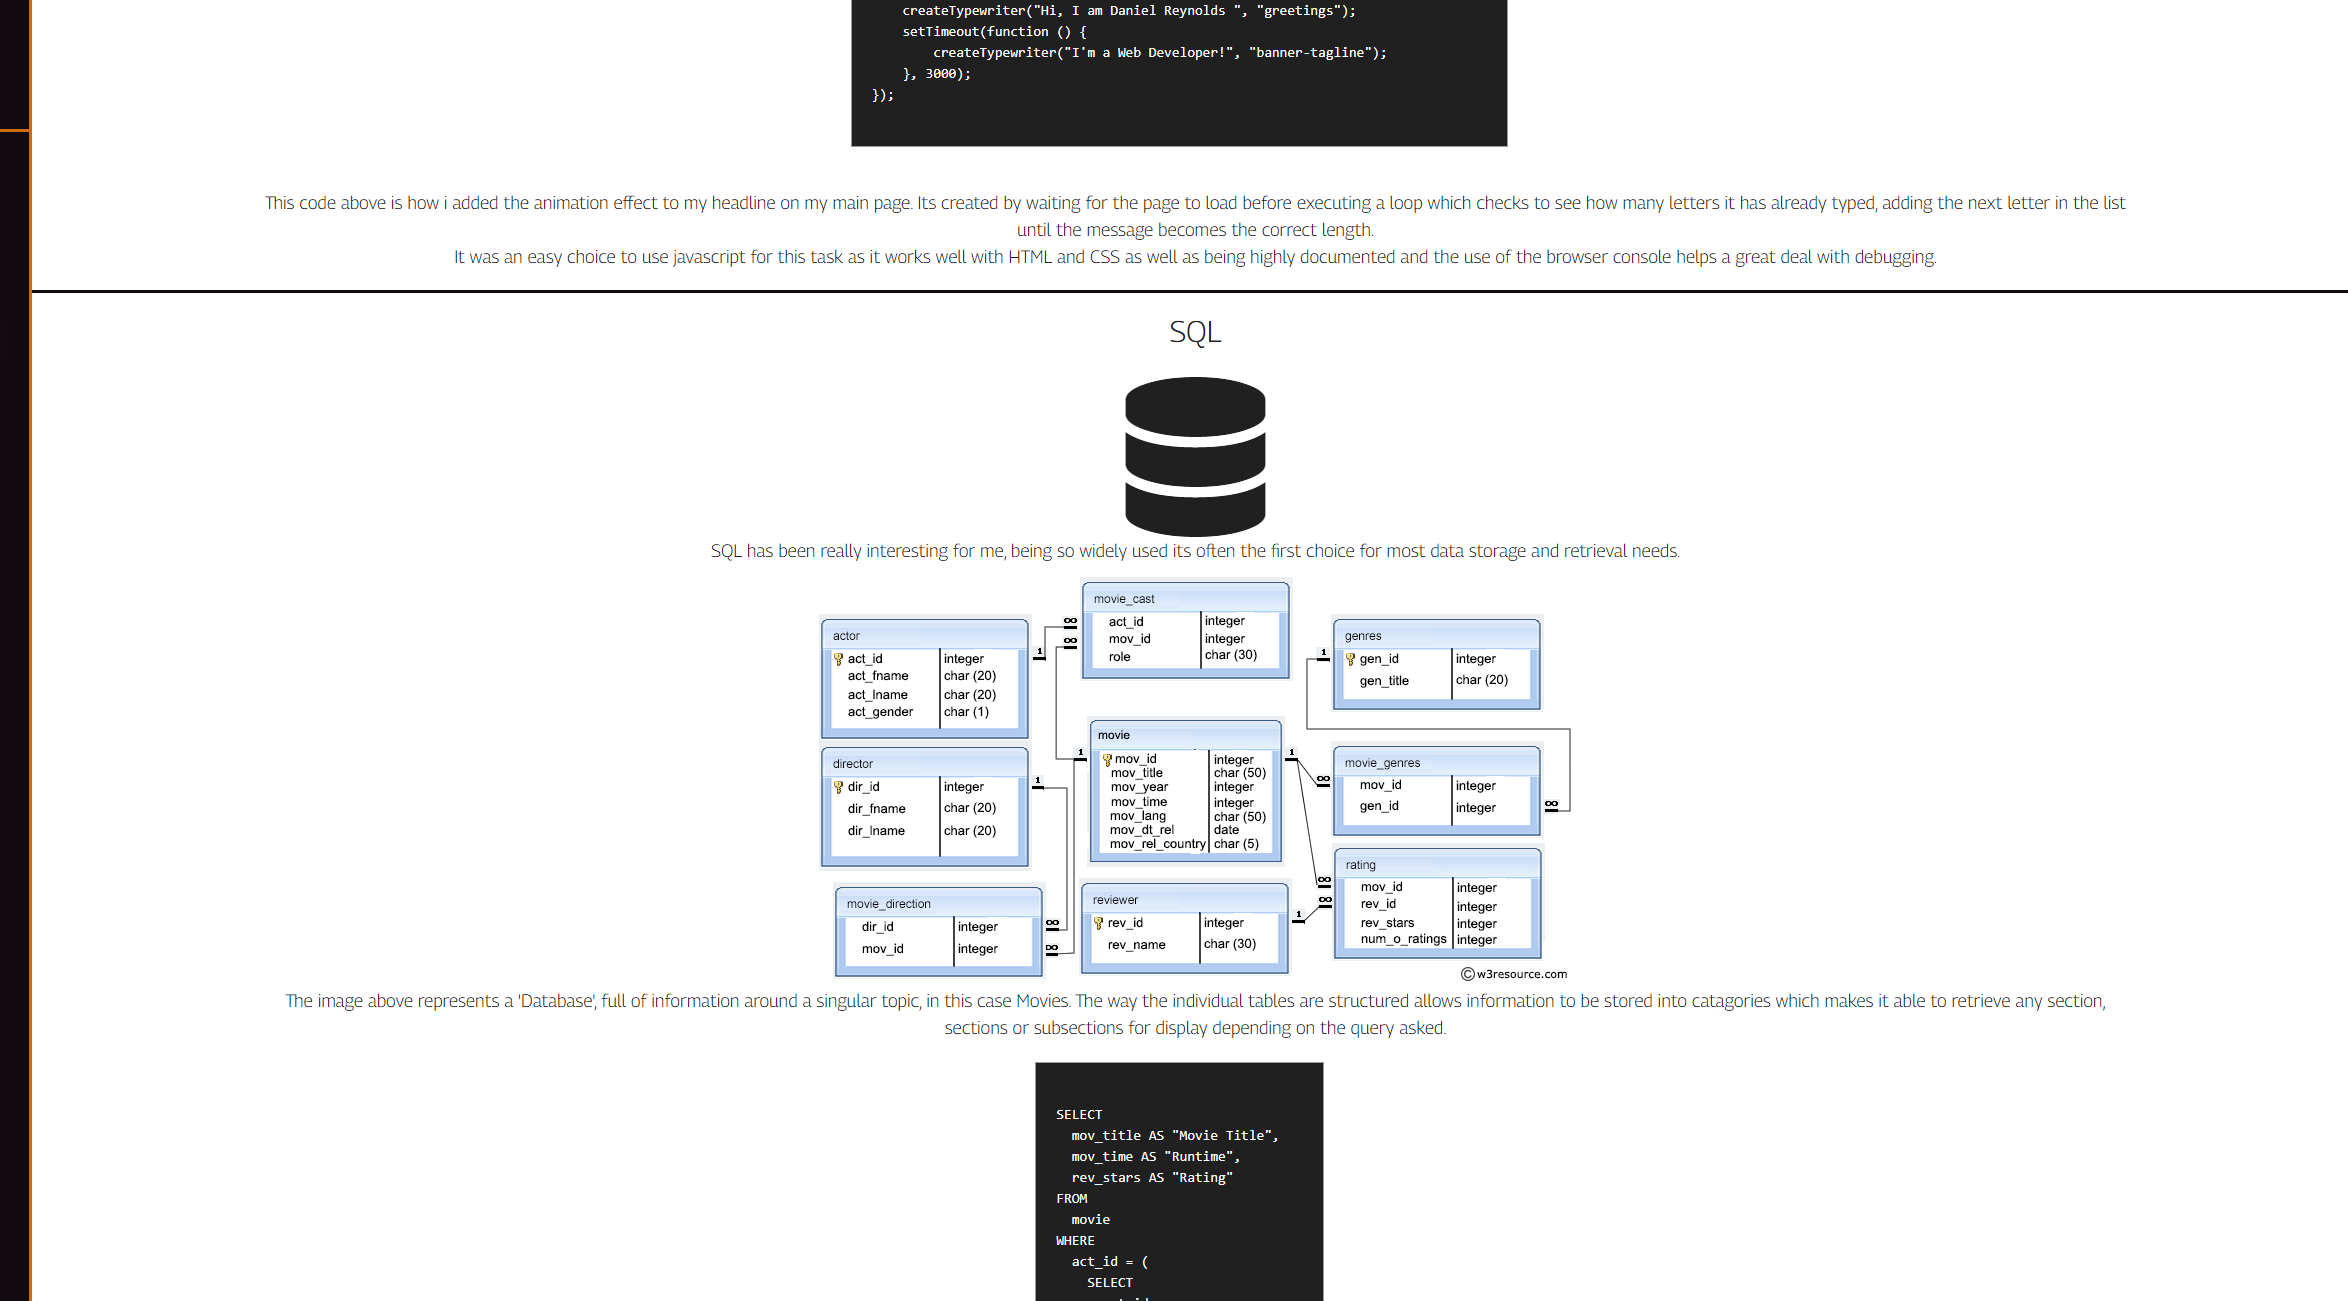 createTypewriter("Hi, I am Daniel Reynolds ", "greetings");
setTimeout(function () {
createTypewriter("I'm a Web Developer!", "banner-tagline");
}, 3000);
});
This code above is how i added the animation effect to my headline on my main page. Its created by waiting for the page to load before executing a loop which checks to see how many letters it has already typed, adding the next letter in the list
until the message becomes the correct length.
It was an easy choice to use javascript for this task as it works well with HTML and CSS as well as being highly documented and the use of the browser console helps a great deal with debugging.
SQL
SQL has been really interesting for me, being so widely used its often the first choice for most data storage and retrieval needs.
movie_cast
act_id integer
mov_id integer
role char (30)
actor
act_id integer
act_fname char (20)
act_lname char (20)
act_gender char (1)
genres
gen_id integer
gen_title char (20)
movie
mov_id integer
mov_title char (50)
mov_year integer
mov_time integer
mov_lang char (50)
mov_dt_rel date
mov_rel_country char (5)
director
dir_id integer
dir_fname char (20)
dir_lname char (20)
movie_genres
mov_id integer
gen_id integer
movie_direction
dir_id integer
mov_id integer
reviewer
rev_id integer
rev_name char (30)
rating
mov_id integer
rev_id integer
rev_stars integer
num_o_ratings integer
1 ∞
∞
1
1
1
1
∞
∞
∞
∞
1 ∞
∞
© w3resource.com
The image above represents a 'Database', full of information around a singular topic, in this case Movies. The way the individual tables are structured allows information to be stored into catagories which makes it able to retrieve any section,
sections or subsections for display depending on the query asked.
SELECT
mov_title AS "Movie Title",
mov_time AS "Runtime",
rev_stars AS "Rating"
FROM
movie
WHERE
act_id = (
SELECT